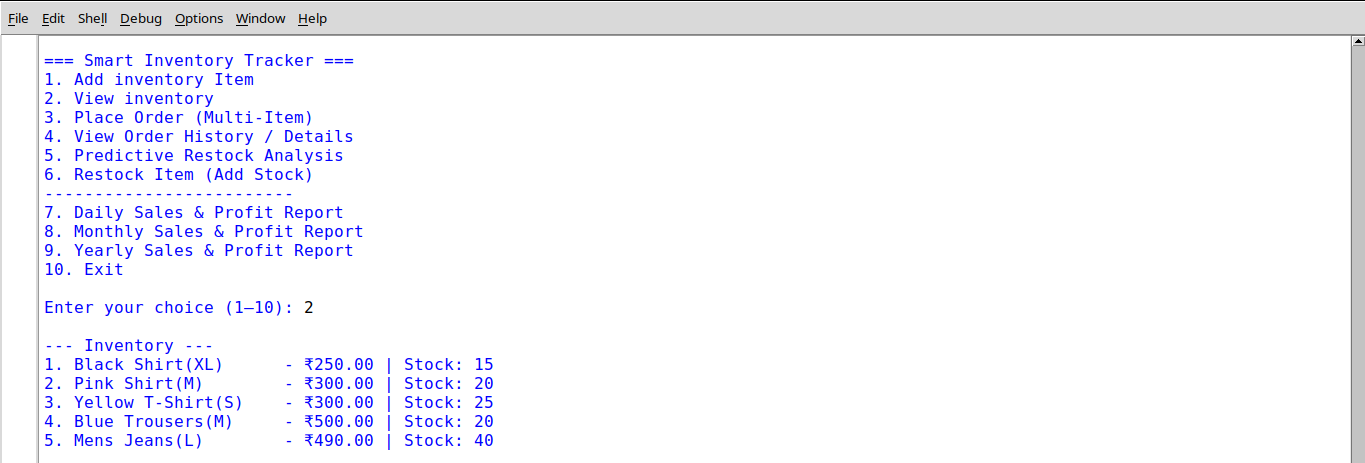 File Edit Shell Debug Options Window Help
=== Smart Inventory Tracker ===
1. Add inventory Item
2. View inventory
3. Place Order (Multi-Item)
4. View Order History / Details
5. Predictive Restock Analysis
6. Restock Item (Add Stock)
-------------------------
7. Daily Sales & Profit Report
8. Monthly Sales & Profit Report
9. Yearly Sales & Profit Report
10. Exit
Enter your choice (1–10): 2
--- Inventory ---
1. Black Shirt(XL)      - ₹250.00 | Stock: 15
2. Pink Shirt(M)        - ₹300.00 | Stock: 20
3. Yellow T-Shirt(S)    - ₹300.00 | Stock: 25
4. Blue Trousers(M)     - ₹500.00 | Stock: 20
5. Mens Jeans(L)        - ₹490.00 | Stock: 40